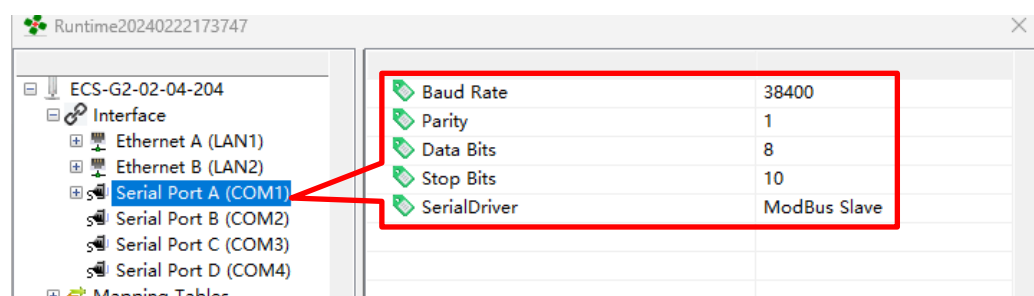 Runtime20240222173747
ECS-G2-02-04-204
Interface
Ethernet A (LAN1)
Ethernet B (LAN2)
Serial Port A (COM1)
Serial Port B (COM2)
Serial Port C (COM3)
Serial Port D (COM4)
Mapping Tables
Baud Rate 38400
Parity 1
Data Bits 8
Stop Bits 10
SerialDriver ModBus Slave